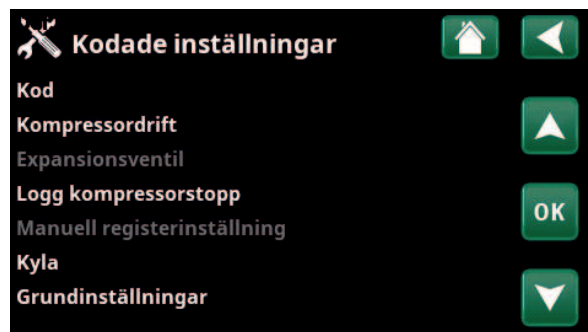 Kodade inställningar
Kod
Kompressordrift
Expansionsventil
Logg kompressorstopp
OK
Manuell registerinställning
Kyla
Grundinställningar